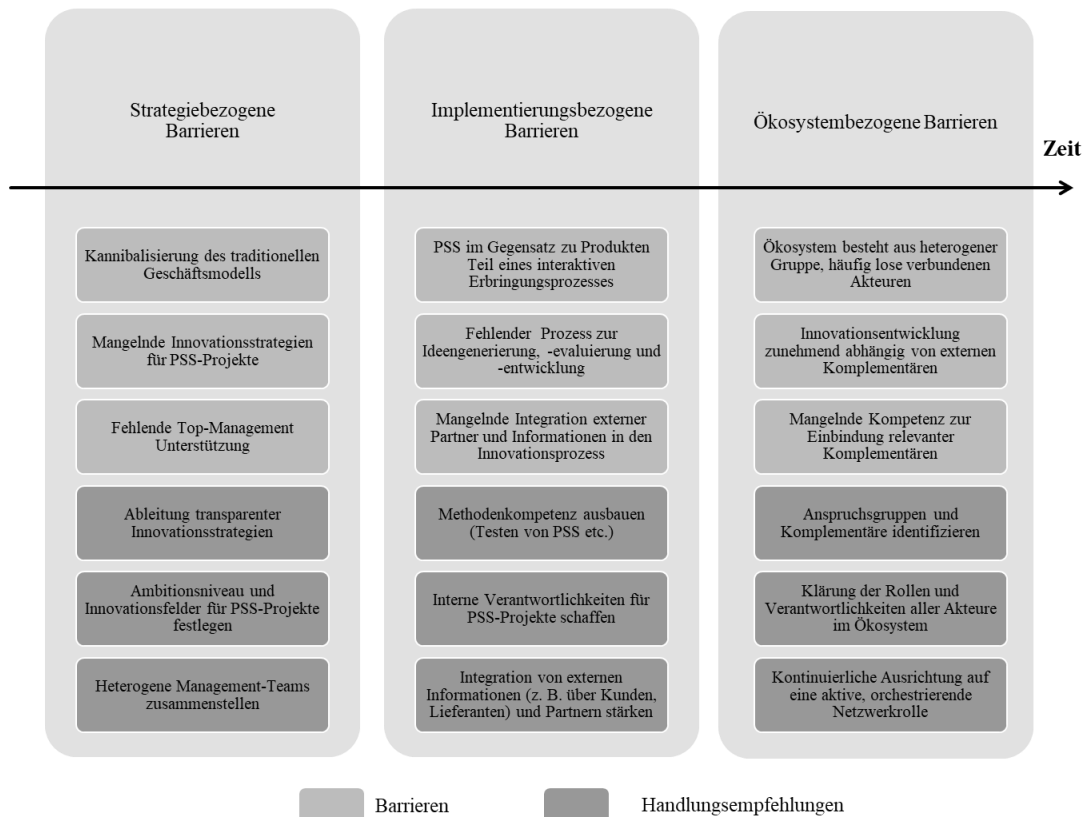 Strategiebezogene
Barrieren
Implementierungsbezogene
Barrieren
Ökosystembezogene Barrieren
Zeit
Kannibalisierung des traditionellen
Geschäftsmodells
Mangelnde Innovationsstrategien
für PSS-Projekte
Fehlende Top-Management
Unterstützung
Ableitung transparenter
Innovationsstrategien
Ambitionsniveau und
Innovationsfelder für PSS-Projekte
festlegen
Heterogene Management-Teams
zusammenstellen
PSS im Gegensatz zu Produkten
Teil eines interaktiven
Erbringungsprozesses
Fehlender Prozess zur
Ideengenerierung, -evaluierung und
-entwicklung
Mangelnde Integration externer
Partner und Informationen in den
Innovationsprozess
Methodenkompetenz ausbauen
(Testen von PSS etc.)
Interne Verantwortlichkeiten für
PSS-Projekte schaffen
Integration von externen
Informationen (z. B. über Kunden,
Lieferanten) und Partnern stärken
Ökosystem besteht aus heterogener
Gruppe, häufig lose verbundenen
Akteuren
Innovationsentwicklung
zunehmend abhängig von externen
Komplementären
Mangelnde Kompetenz zur
Einbindung relevanter
Komplementären
Anspruchsgruppen und
Komplementäre identifizieren
Klärung der Rollen und
Verantwortlichkeiten aller Akteure
im Ökosystem
Kontinuierliche Ausrichtung auf
eine aktive, orchestrierende
Netzwerkrolle
Barrieren
Handlungsempfehlungen